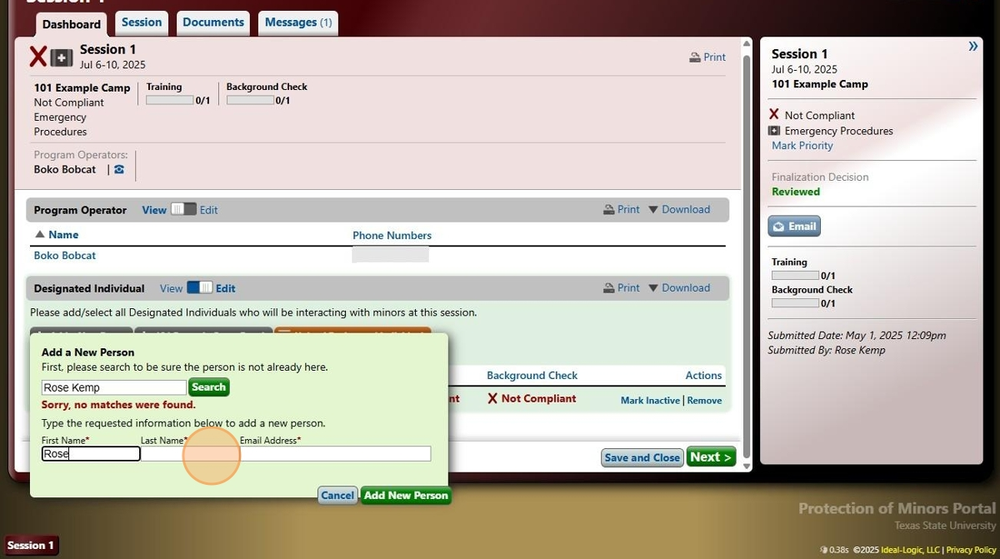 Dashboard
Session
Documents
Messages (1)
Session 1
Jul 6-10, 2025
Print
101 Example Camp
Not Compliant
Emergency
Procedures
Training
0/1
Background Check
0/1
Program Operators:
Boko Bobcat |
Program Operator View Edit Print Download
Name Phone Numbers
Boko Bobcat
Designated Individual View Edit Print Download
Please add/select all Designated Individuals who will be interacting with minors at this session.
Background Check Actions
nt Not Compliant Mark Inactive | Remove
Add a New Person
First, please search to be sure the person is not already here.
Rose Kemp Search
Sorry, no matches were found.
Type the requested information below to add a new person.
First Name* Last Name* Email Address*
Rose
Cancel Add New Person
Save and Close Next >
»
Session 1
Jul 6-10, 2025
101 Example Camp
Not Compliant
Emergency Procedures
Mark Priority
Finalization Decision
Reviewed
Email
Training
0/1
Background Check
0/1
Submitted Date: May 1, 2025 12:09pm
Submitted By: Rose Kemp
Protection of Minors Portal
Texas State University
Session 1
0.38s ©2025 Ideal-Logic, LLC | Privacy Policy